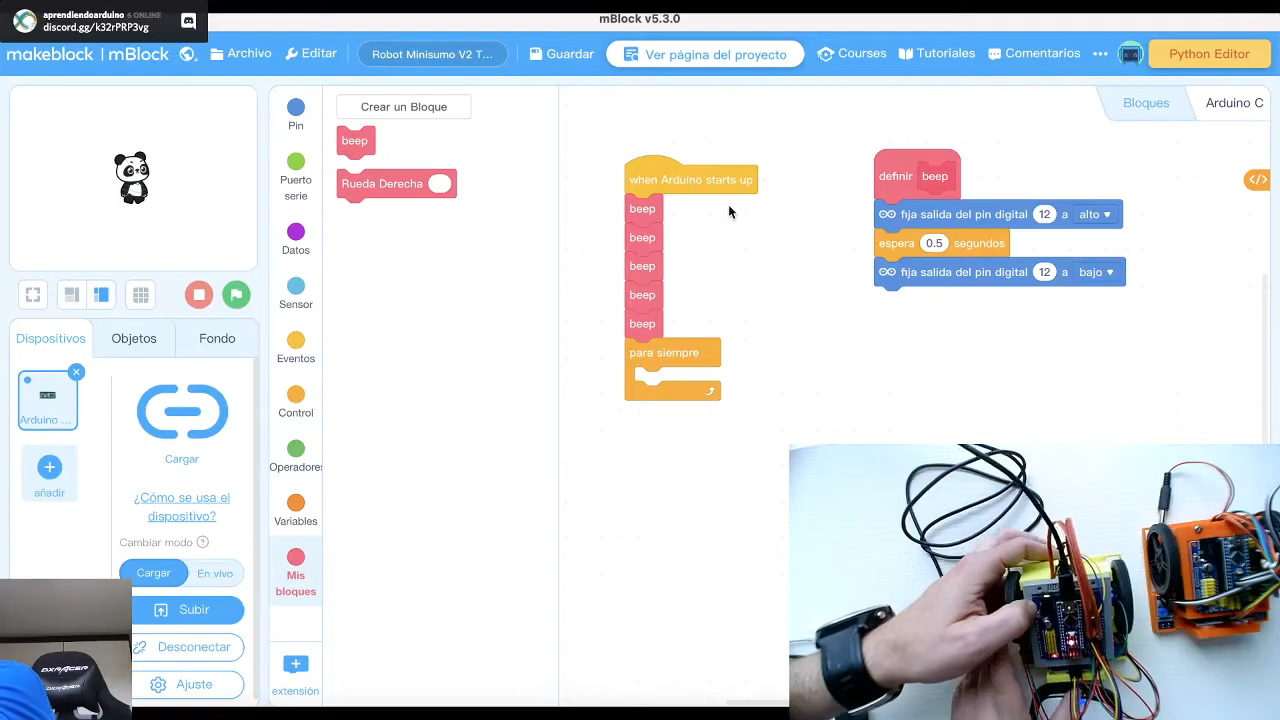 aprendiendoarduino 6 ONLINE
discord.gg/k32rPRP3vg
mBlock v5.3.0
makeblock | mBlock
Archivo
Editar
Robot Minisumo V2 T...
Guardar
Ver página del proyecto
Courses
Tutoriales
Comentarios
Python Editor
Pin
Puerto
serie
Datos
Sensor
Eventos
Control
Operadores
Variables
Mis
bloques
extensión
Crear un Bloque
beep
Rueda Derecha
when Arduino starts up
beep
beep
beep
beep
beep
para siempre
definir beep
fija salida del pin digital 12 a alto
espera 0.5 segundos
fija salida del pin digital 12 a bajo
Bloques
Arduino C
</>
Dispositivos
Objetos
Fondo
Arduino ...
añadir
Cargar
¿Cómo se usa el
dispositivo?
Cambiar modo ?
Cargar
En vivo
Subir
Desconectar
Ajuste
DXRACER